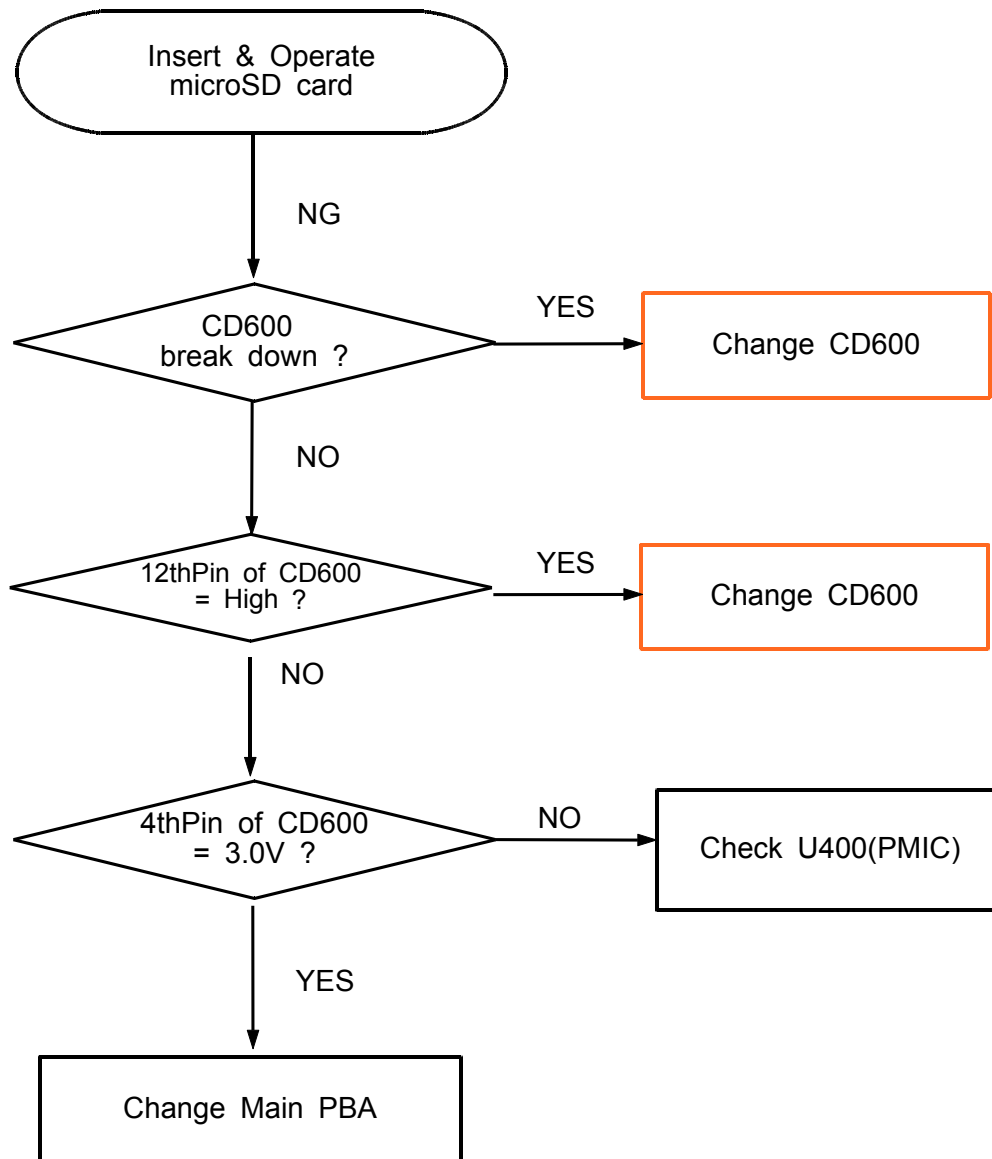 Insert & Operate
microSD card
NG
CD600
break down ?
YES
Change CD600
NO
12thPin of CD600
= High ?
YES
Change CD600
NO
4thPin of CD600
= 3.0V ?
NO
Check U400(PMIC)
YES
Change Main PBA